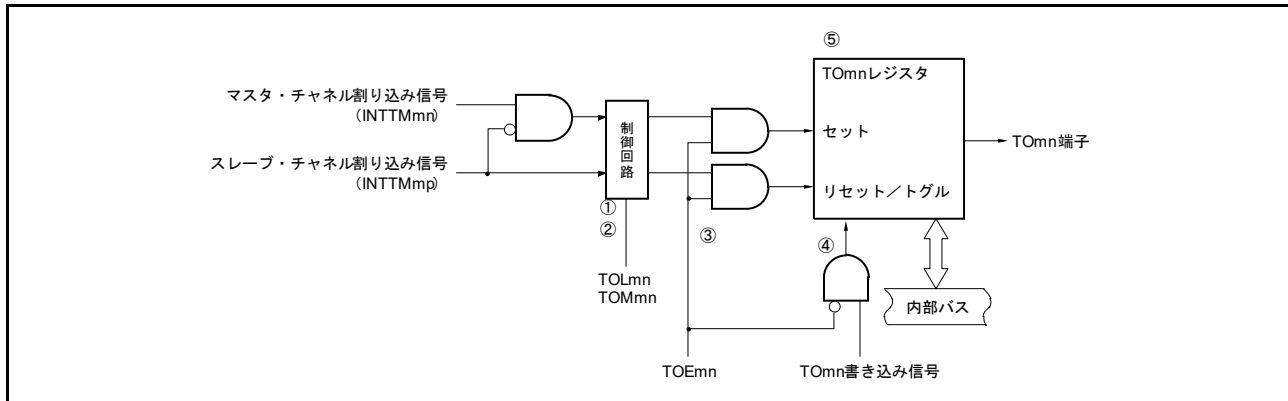 ⑤
TOmnレジスタ
マスタ・チャネル割り込み信号
(INTTMmn)
制御回路
セット
TOmn端子
スレーブ・チャネル割り込み信号
(INTTMmp)
リセット／トグル
①
②
③
④
TOLmn
TOMmn
内部バス
TOEmn
TOmn書き込み信号